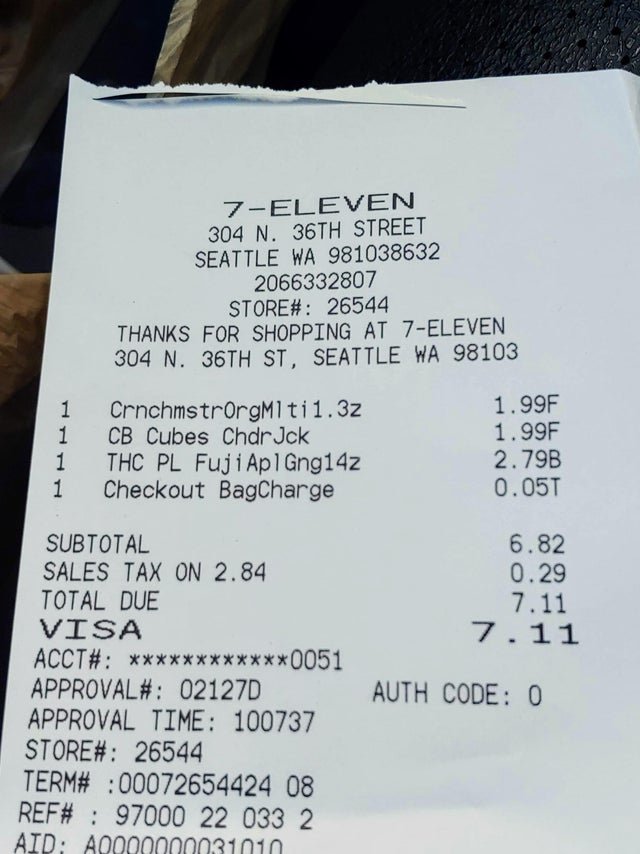 7-ELEVEN
304 N. 36TH STREET
SEATTLE WA 981038632
2066332807
STORE#: 26544
THANKS FOR SHOPPING AT 7-ELEVEN
304 N. 36TH ST, SEATTLE WA 98103
1 CrnchmstrOrgMlti1.3z 1.99F
1 CB Cubes ChdrJck 1.99F
1 THC PL FujiAplGng14z 2.79B
1 Checkout BagCharge 0.05T
SUBTOTAL 6.82
SALES TAX ON 2.84 0.29
TOTAL DUE 7.11
VISA 7.11
ACCT#: ************0051
APPROVAL#: 02127D AUTH CODE: 0
APPROVAL TIME: 100737
STORE#: 26544
TERM# :00072654424 08
REF# : 97000 22 033 2
AID: A0000000031010